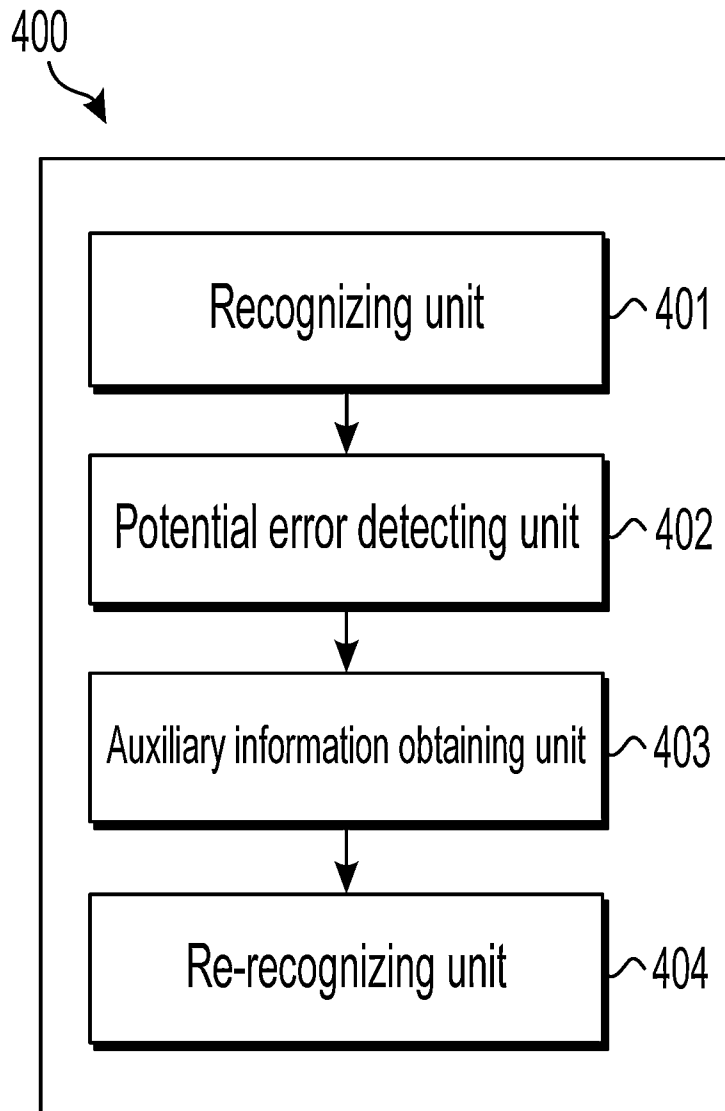 400
Recognizing unit
401
Potential error detecting unit
402
Auxiliary information obtaining unit
403
Re-recognizing unit
404